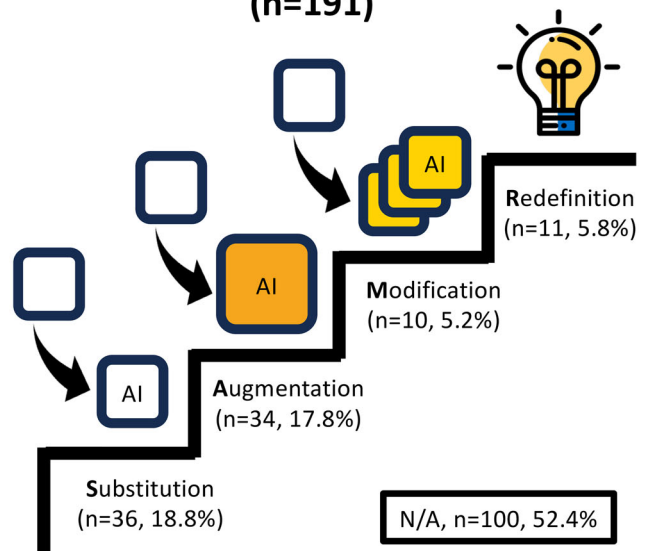 (n=191)
AI
Redefinition
(n=11, 5.8%)
AI
Modification
(n=10, 5.2%)
AI
Augmentation
(n=34, 17.8%)
Substitution
(n=36, 18.8%)
N/A, n=100, 52.4%